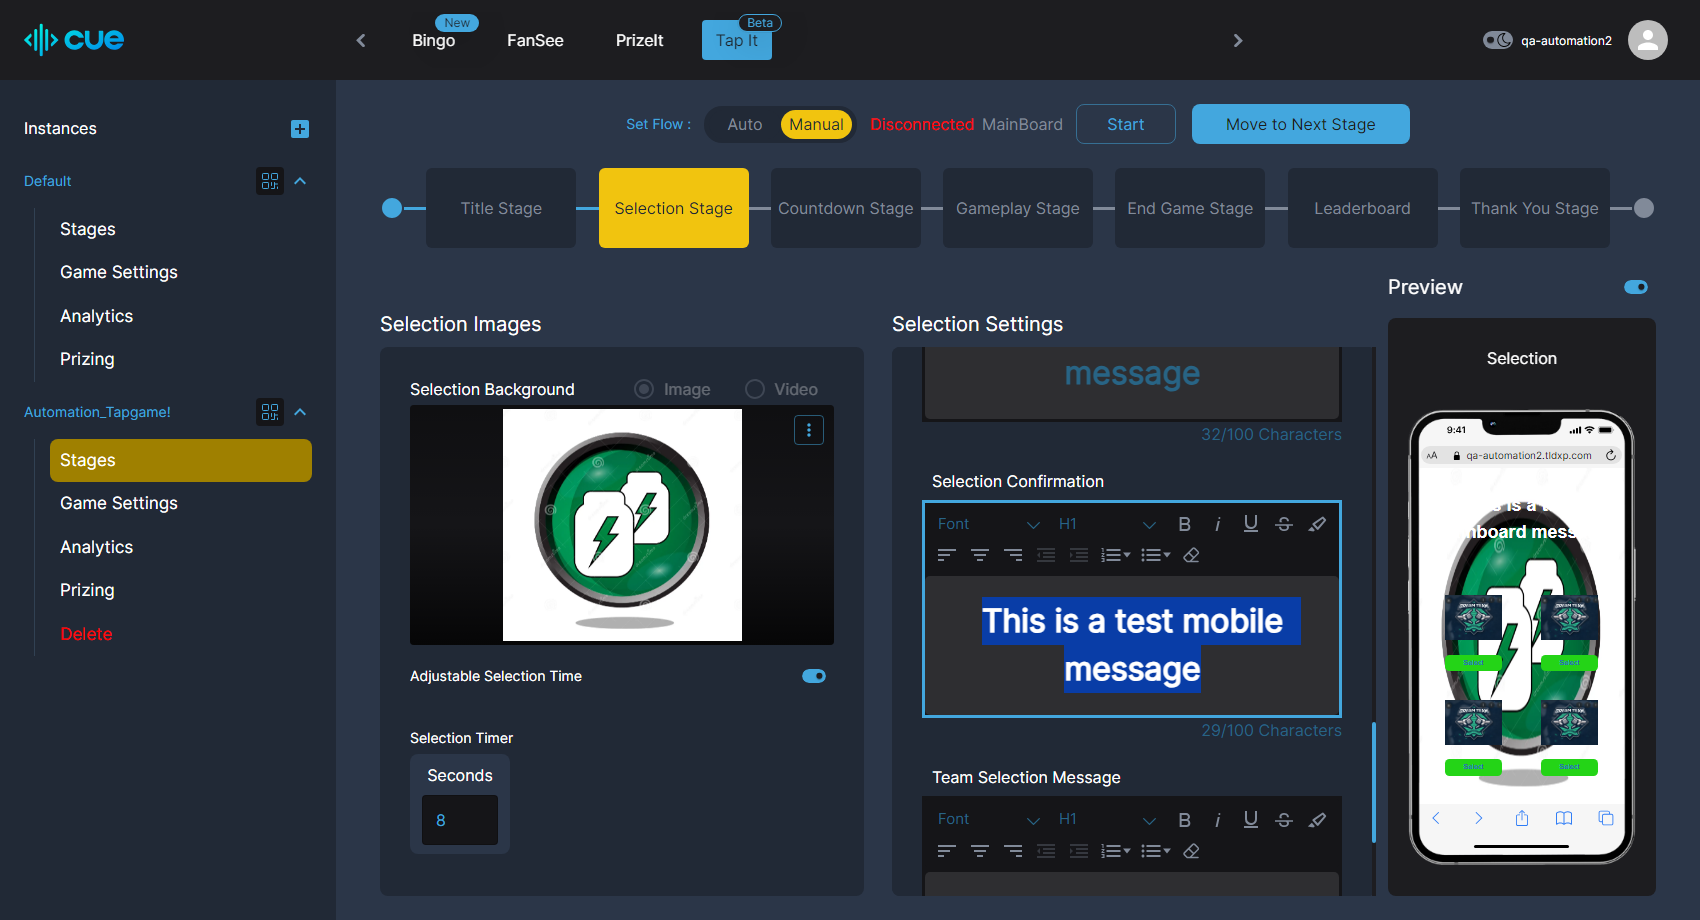 cue
Bingo
New
FanSee
PrizeIt
Tap It
Beta
qa-automation2
Instances
Default
Stages
Game Settings
Analytics
Prizing
Automation_Tapgame!
Stages
Game Settings
Analytics
Prizing
Delete
Set Flow :
Auto
Manual
Disconnected MainBoard
Start
Move to Next Stage
Title Stage
Selection Stage
Countdown Stage
Gameplay Stage
End Game Stage
Leaderboard
Thank You Stage
Selection Images
Selection Background
Image
Video
Adjustable Selection Time
Selection Timer
Seconds
8
Selection Settings
message
32/100 Characters
Selection Confirmation
Font
H1
B
i
U
S
This is a test mobile
message
29/100 Characters
Team Selection Message
Font
H1
B
i
U
S
Preview
Selection
9:41
AA
qa-automation2.tldxp.com
is a t
nboard mess
Select
Select
Select
Select